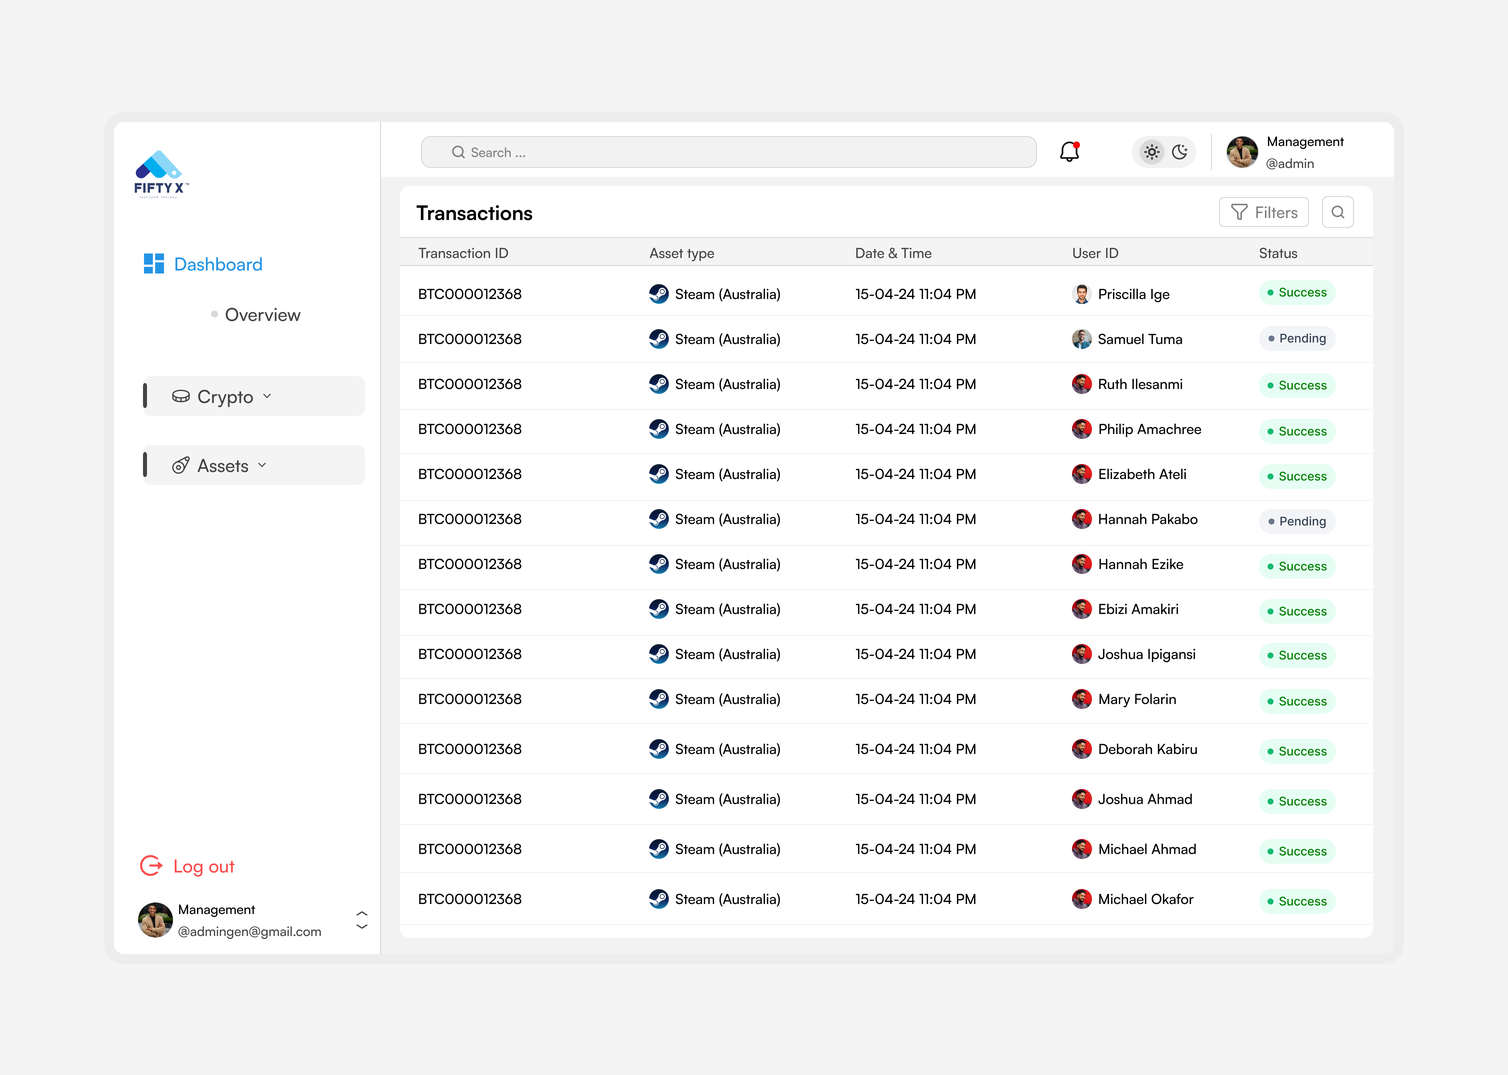 FIFTY X™
Dashboard
Overview
Crypto
Assets
Log out
Management
@admingen@gmail.com
Search ...
Management
@admin
Transactions
Filters
Transaction ID Asset type Date & Time User ID Status
BTC000012368 Steam (Australia) 15-04-24 11:04 PM Priscilla Ige Success
BTC000012368 Steam (Australia) 15-04-24 11:04 PM Samuel Tuma Pending
BTC000012368 Steam (Australia) 15-04-24 11:04 PM Ruth Ilesanmi Success
BTC000012368 Steam (Australia) 15-04-24 11:04 PM Philip Amachree Success
BTC000012368 Steam (Australia) 15-04-24 11:04 PM Elizabeth Ateli Success
BTC000012368 Steam (Australia) 15-04-24 11:04 PM Hannah Pakabo Pending
BTC000012368 Steam (Australia) 15-04-24 11:04 PM Hannah Ezike Success
BTC000012368 Steam (Australia) 15-04-24 11:04 PM Ebizi Amakiri Success
BTC000012368 Steam (Australia) 15-04-24 11:04 PM Joshua Ipigansi Success
BTC000012368 Steam (Australia) 15-04-24 11:04 PM Mary Folarin Success
BTC000012368 Steam (Australia) 15-04-24 11:04 PM Deborah Kabiru Success
BTC000012368 Steam (Australia) 15-04-24 11:04 PM Joshua Ahmad Success
BTC000012368 Steam (Australia) 15-04-24 11:04 PM Michael Ahmad Success
BTC000012368 Steam (Australia) 15-04-24 11:04 PM Michael Okafor Success